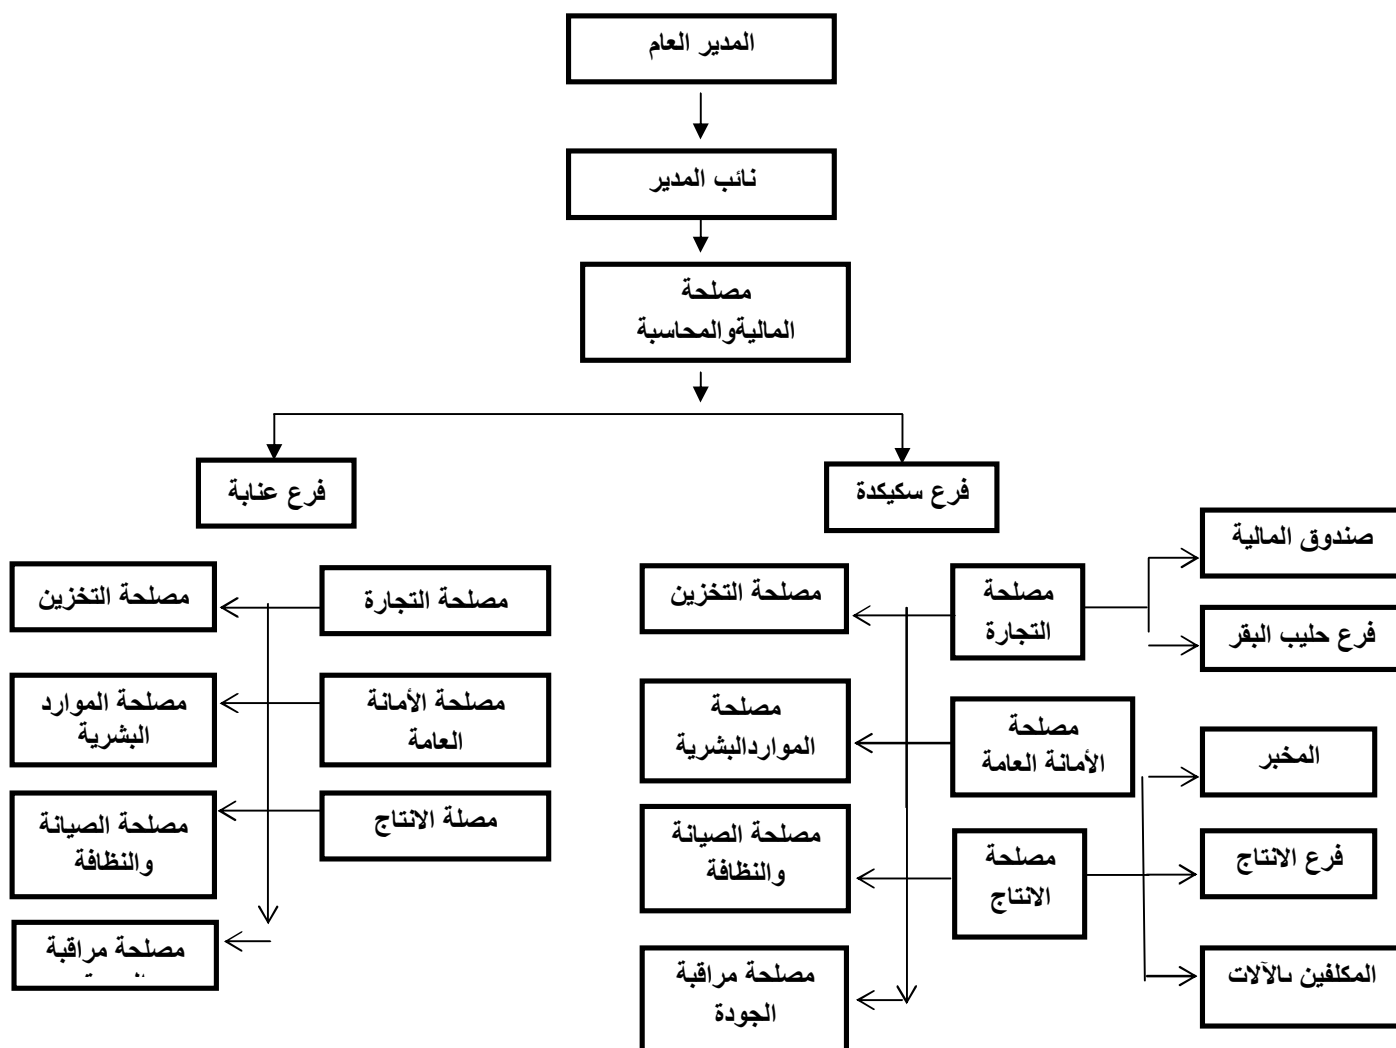 المدير العام
نائب المدير
مصلحة
الماليةوالمحاسبة
فرع سكيكدة
فرع عنابة
صندوق المالية
فرع حليب البقر
مصلحة
التجارة
مصلحة التخزين
مصلحة
الأمانة العامة
مصلحة
المواردالبشرية
المخبر
فرع الانتاج
المكلفين بالآلات
مصلحة
الانتاج
مصلحة الصيانة
والنظافة
مصلحة مراقبة
الجودة
مصلحة التجارة
مصلحة التخزين
مصلحة الأمانة
العامة
مصلحة الموارد
البشرية
مصلة الانتاج
مصلحة الصيانة
والنظافة
مصلحة مراقبة